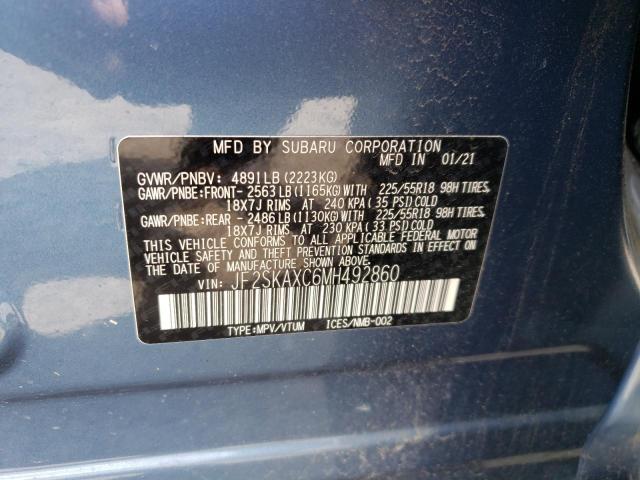 MFD BY SUBARU CORPORATION
MFD IN 01/21
GVWR/PNBV: 4891LB (2223KG)
GAWR/PNBE:FRONT- 2563LB (1165KG)WITH 225/55R18 98H TIRES,
18X7J RIMS AT 240 KPA (35 PSI)COLD
GAWR/PNBE:REAR - 2486LB (1130KG)WITH 225/55R18 98H TIRES,
18X7J RIMS AT 230 KPA (33 PSI)COLD
THIS VEHICLE CONFORMS TO ALL APPLICABLE FEDERAL MOTOR
VEHICLE SAFETY AND THEFT PREVENTION STANDARDS IN EFFECT
ON THE DATE OF MANUFACTURE SHOWN ABOVE.
VIN: JF2SKAXC6MH492860
TYPE:MPV/VTUM ICES/NMB-002